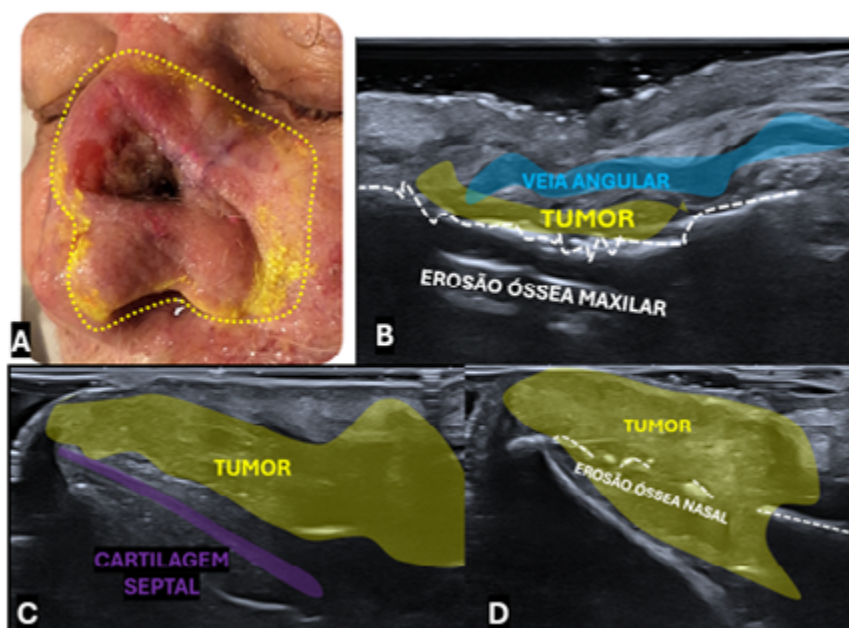 A
VEIA ANGULAR
TUMOR
EROSÃO ÓSSEA MAXILAR
B
TUMOR
CARTILAGEM
SEPTAL
C
TUMOR
EROSÃO ÓSSEA NASAL
D